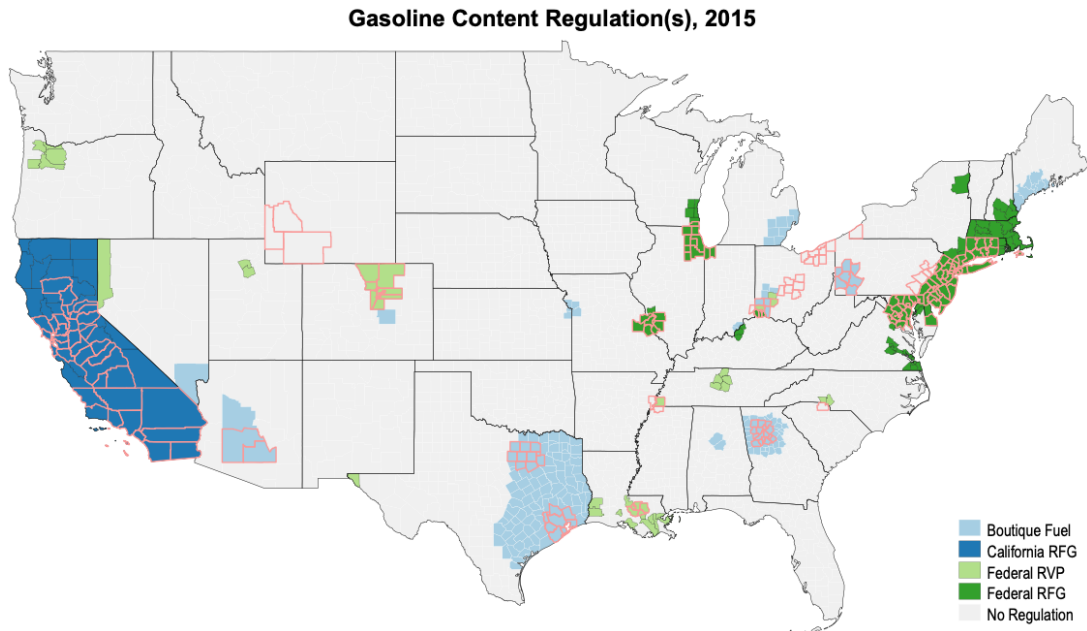 Gasoline Content Regulation(s), 2015
Boutique Fuel
California RFG
Federal RVP
Federal RFG
No Regulation